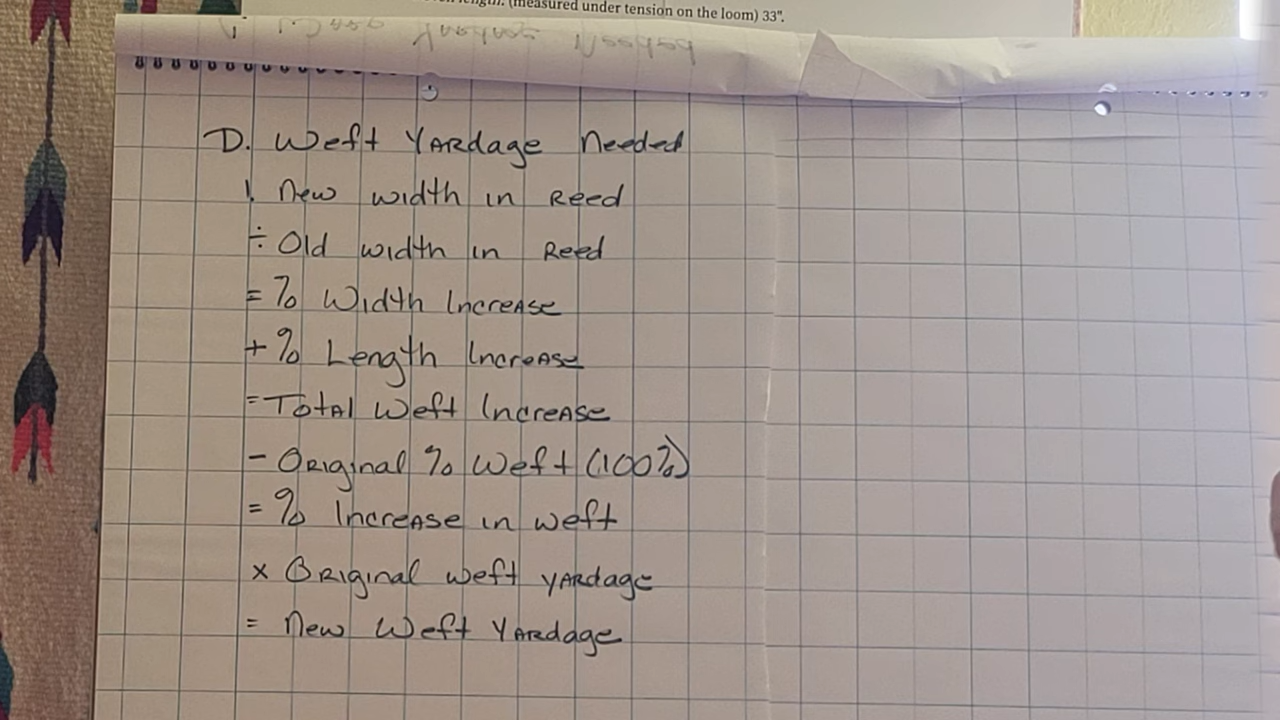 length. (measured under tension on the loom) 33".
Yardage Needed
D. Weft Yardage Needed
1. New width in Reed
÷ Old width in Reed
= % Width Increase
+ % Length Increase
= Total Weft Increase
- Original % Weft (100%)
= % Increase in weft
x Original weft yardage
= New Weft Yardage